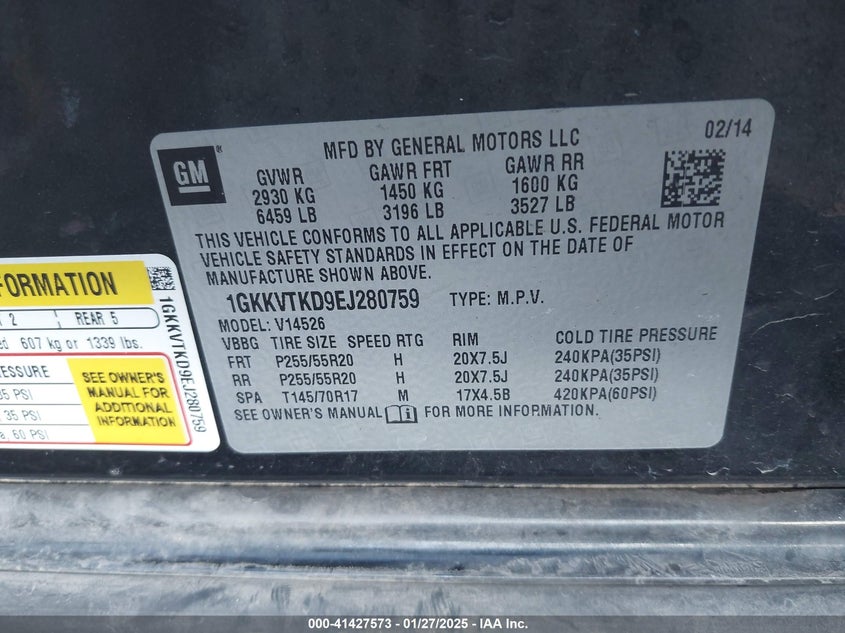 GM
MFD BY GENERAL MOTORS LLC
02/14
GVWR GAWR FRT GAWR RR
2930 KG 1450 KG 1600 KG
6459 LB 3196 LB 3527 LB
THIS VEHICLE CONFORMS TO ALL APPLICABLE U.S. FEDERAL MOTOR
VEHICLE SAFETY STANDARDS IN EFFECT ON THE DATE OF
MANUFACTURE SHOWN ABOVE.
1GKKVTKD9EJ280759 TYPE: M.P.V.
MODEL: V14526
VBBG TIRE SIZE SPEED RTG RIM COLD TIRE PRESSURE
FRT P255/55R20 H 20X7.5J 240KPA(35PSI)
RR P255/55R20 H 20X7.5J 240KPA(35PSI)
SPA T145/70R17 M 17X4.5B 420KPA(60PSI)
SEE OWNER'S MANUAL FOR MORE INFORMATION.
FORMATION
2 REAR 5
607 kg or 1339 lbs.
SEE OWNER'S
MANUAL FOR
ADDITIONAL
INFORMATION
35 PSI
60 PSI
1GKKVTKD9EJ280759
000-41427573 - 01/27/2025 - IAA Inc.